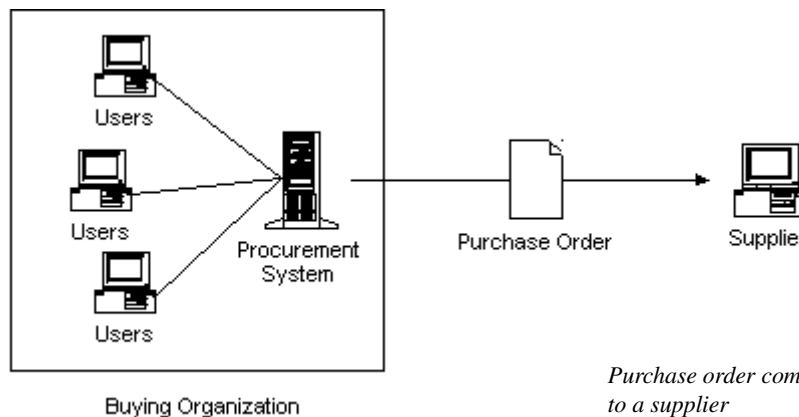 Users
Users
Users
Procurement
System
Purchase Order
Supplie
Buying Organization
Purchase order com
to a supplier